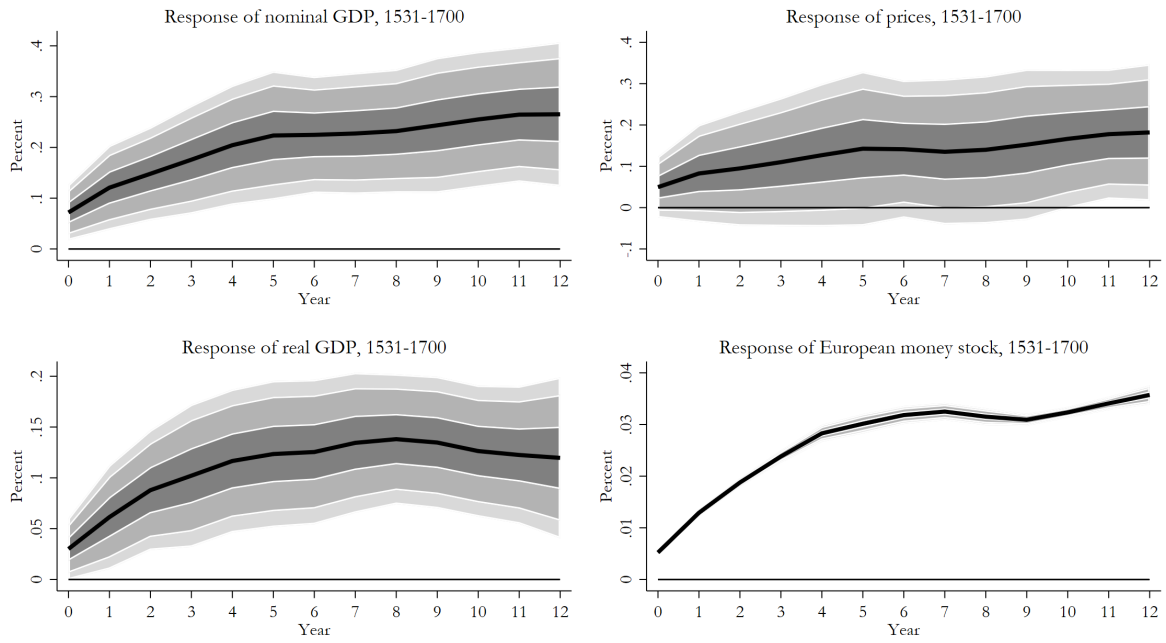 Response of nominal GDP, 1531-1700
Percent
.4
.3
.2
.1
0
0 1 2 3 4 5 6 7 8 9 10 11 12
Year
Response of prices, 1531-1700
Percent
.4
.3
.2
.1
0
-.1
0 1 2 3 4 5 6 7 8 9 10 11 12
Year
Response of real GDP, 1531-1700
Percent
.2
.15
.1
.05
0
0 1 2 3 4 5 6 7 8 9 10 11 12
Year
Response of European money stock, 1531-1700
Percent
.04
.03
.02
.01
0
0 1 2 3 4 5 6 7 8 9 10 11 12
Year